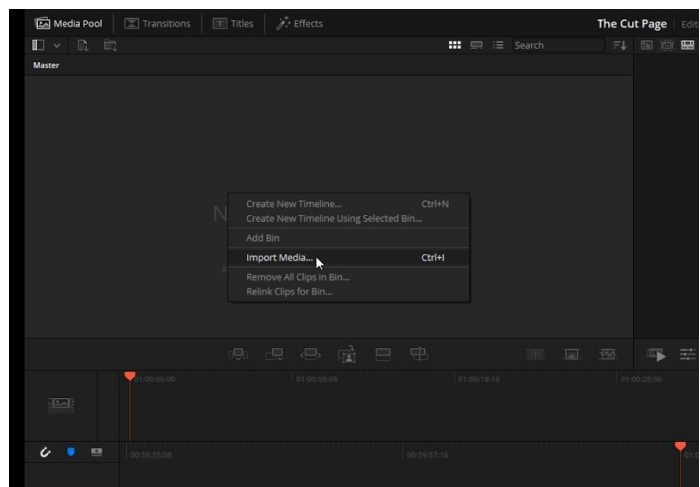 Media Pool Transitions Titles Effects The Cut Page Edit
Search
Master
Create New Timeline... Ctrl+N
Create New Timeline Using Selected Bin...
Add Bin
Import Media... Ctrl+I
Remove All Clips in Bin...
Relink Clips for Bin...
01:00:00:00 01:00:09:08 01:00:18:16 01:00:28:00
00:59:55:08 00:59:57:16